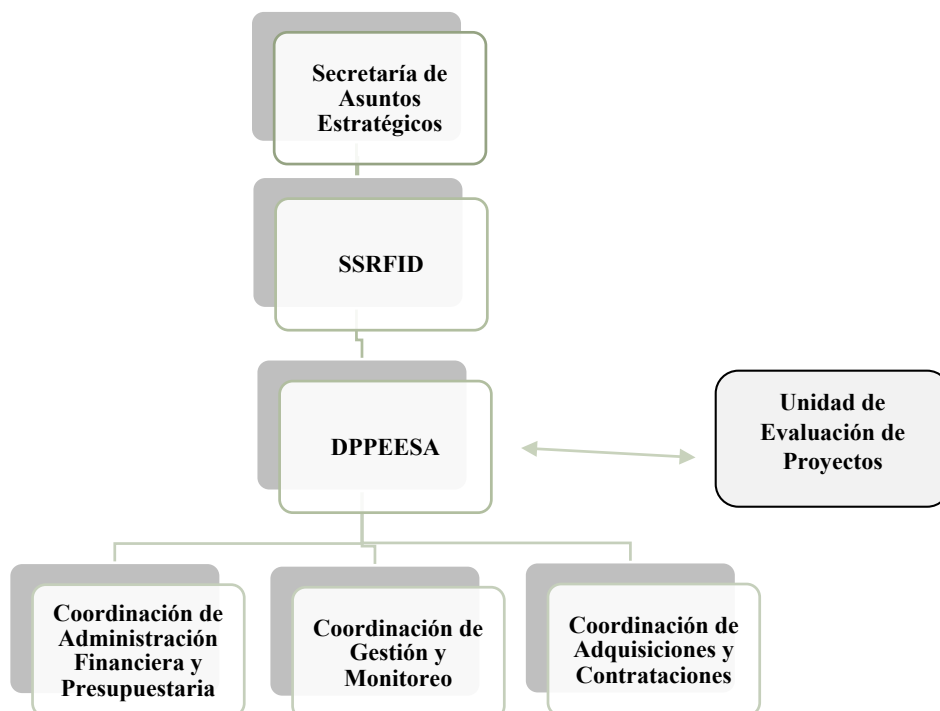 Secretaría de
Asuntos
Estratégicos
SSRFID
DPPEESA
Unidad de
Evaluación de
Proyectos
Coordinación de
Administración
Financiera y
Presupuestaria
Coordinación de
Gestión y
Monitoreo
Coordinación de
Adquisiciones y
Contrataciones